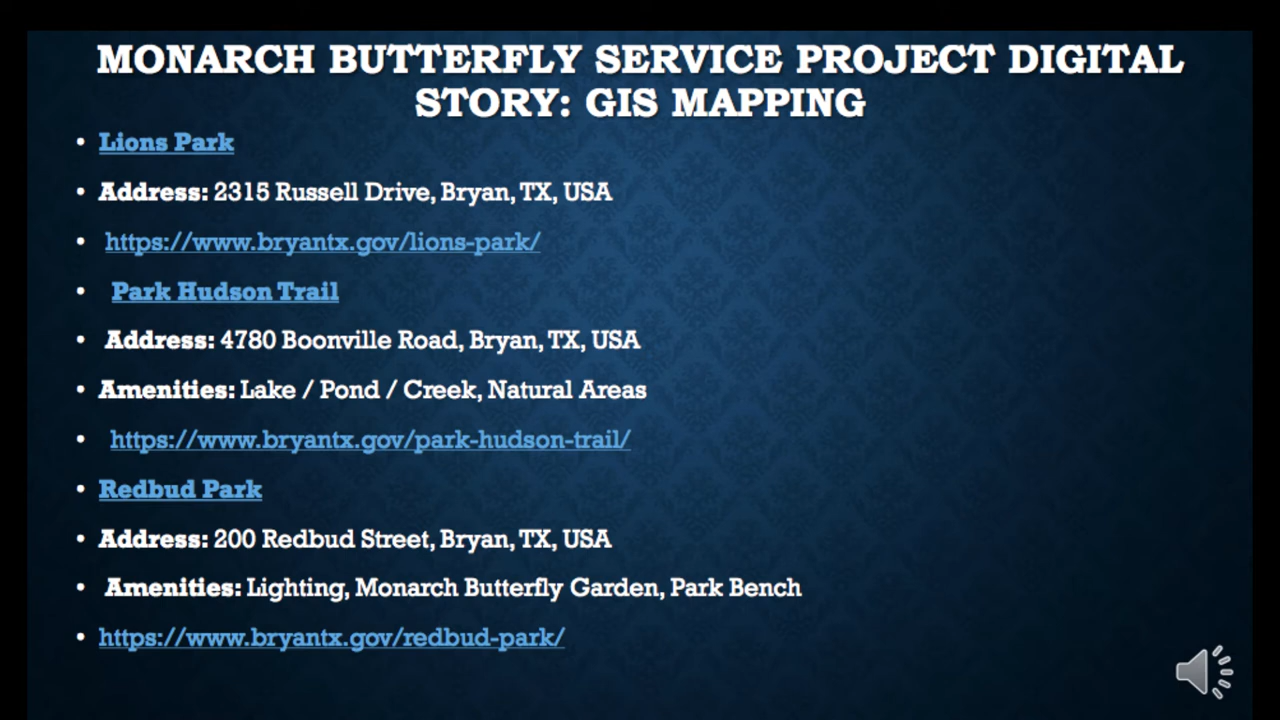 MONARCH BUTTERFLY SERVICE PROJECT DIGITAL
STORY: GIS MAPPING
• Lions Park
• Address: 2315 Russell Drive, Bryan, TX, USA
• https://www.bryantx.gov/lions-park/
• Park Hudson Trail
• Address: 4780 Boonville Road, Bryan, TX, USA
• Amenities: Lake / Pond / Creek, Natural Areas
• https://www.bryantx.gov/park-hudson-trail/
• Redbud Park
• Address: 200 Redbud Street, Bryan, TX, USA
• Amenities: Lighting, Monarch Butterfly Garden, Park Bench
• https://www.bryantx.gov/redbud-park/